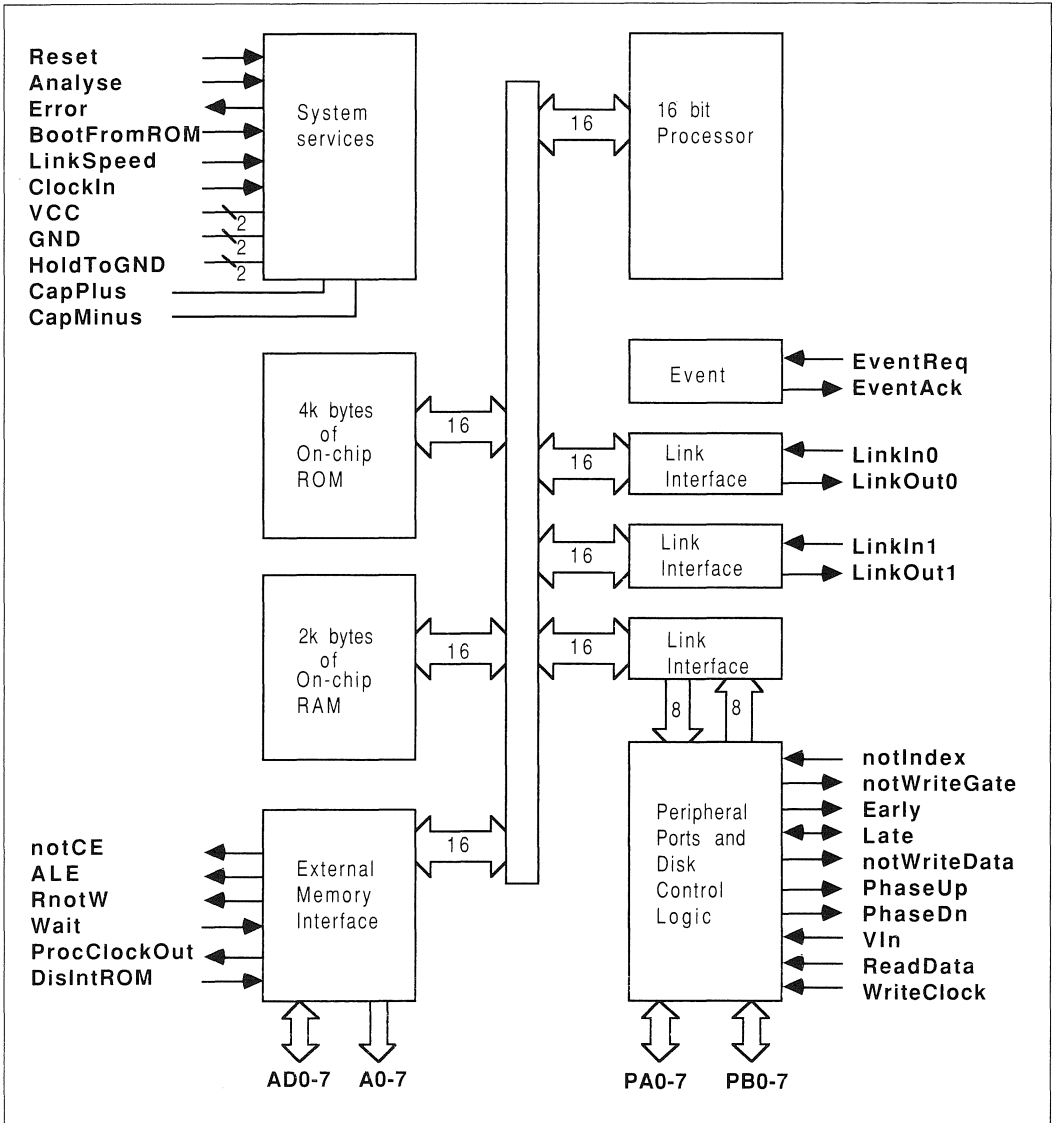 Reset
Analyse
Error
BootFromROM
LinkSpeed
ClockIn
VCC
2
GND
2
HoldToGND
2
CapPlus
CapMinus
System
services
16
16 bit
Processor
Event
EventReq
EventAck
4k bytes
of
On-chip
ROM
16
16
Link
Interface
LinkIn0
LinkOut0
16
Link
Interface
LinkIn1
LinkOut1
2k bytes
of
On-chip
RAM
16
16
Link
Interface
8
8
notCE
ALE
RnotW
Wait
ProcClockOut
DisIntROM
External
Memory
Interface
16
Peripheral
Ports and
Disk
Control
Logic
notIndex
notWriteGate
Early
Late
notWriteData
PhaseUp
PhaseDn
VIn
ReadData
WriteClock
AD0-7
A0-7
PA0-7
PB0-7